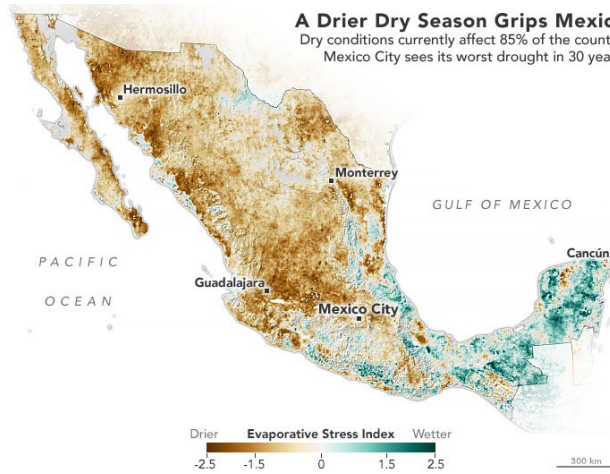 A Drier Dry Season Grips Mexic
Dry conditions currently affect 85% of the count
Mexico City sees its worst drought in 30 yea
Hermosillo
Monterrey
GULF OF MEXICO
Cancún
PACIFIC
OCEAN
Guadalajara
Mexico City
Drier Evaporative Stress Index Wetter
-2.5 -1.5 0 1.5 2.5
300 km